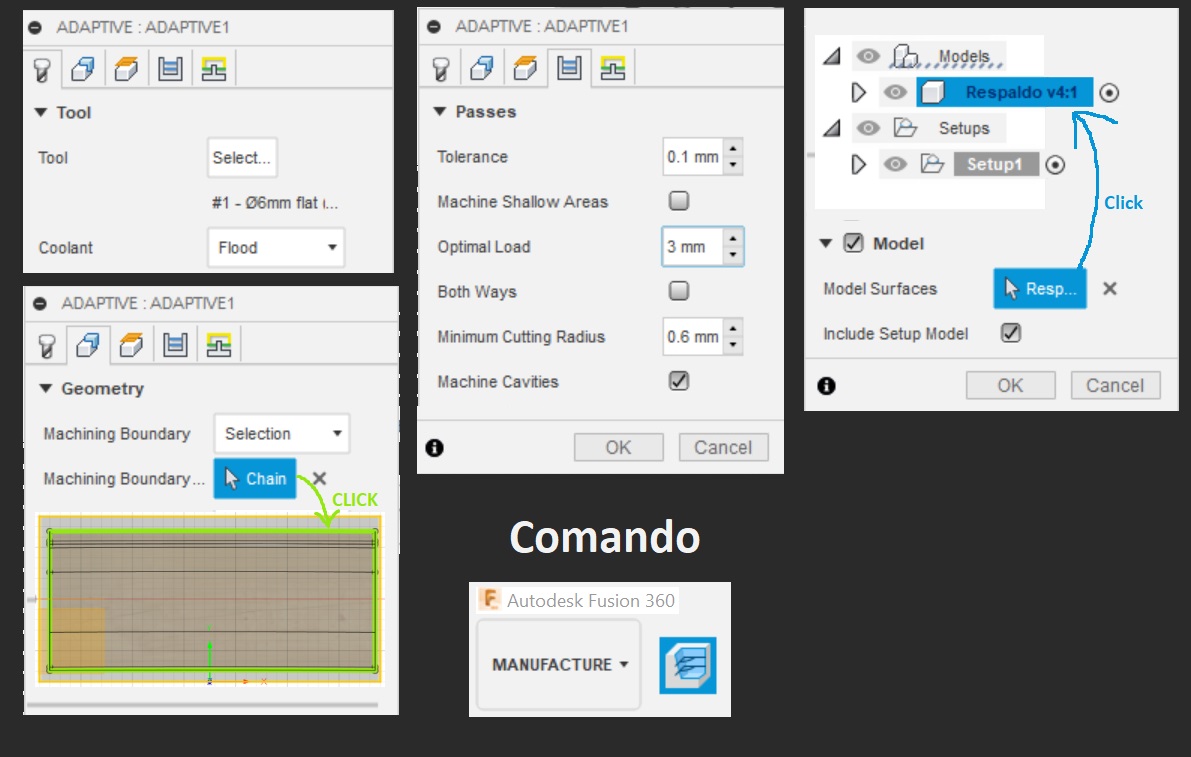 ADAPTIVE : ADAPTIVE1
Tool
Tool Select...
#1 - Ø6mm flat (...
Coolant Flood
ADAPTIVE : ADAPTIVE1
Geometry
Machining Boundary Selection
Machining Boundary... Chain
CLICK
ADAPTIVE : ADAPTIVE1
Passes
Tolerance 0.1 mm
Machine Shallow Areas
Optimal Load 3 mm
Both Ways
Minimum Cutting Radius 0.6 mm
Machine Cavities
OK Cancel
Models
Respaldo v4:1
Setups
Setup1
Click
Model
Model Surfaces Resp...
Include Setup Model
OK Cancel
Comando
Autodesk Fusion 360
MANUFACTURE